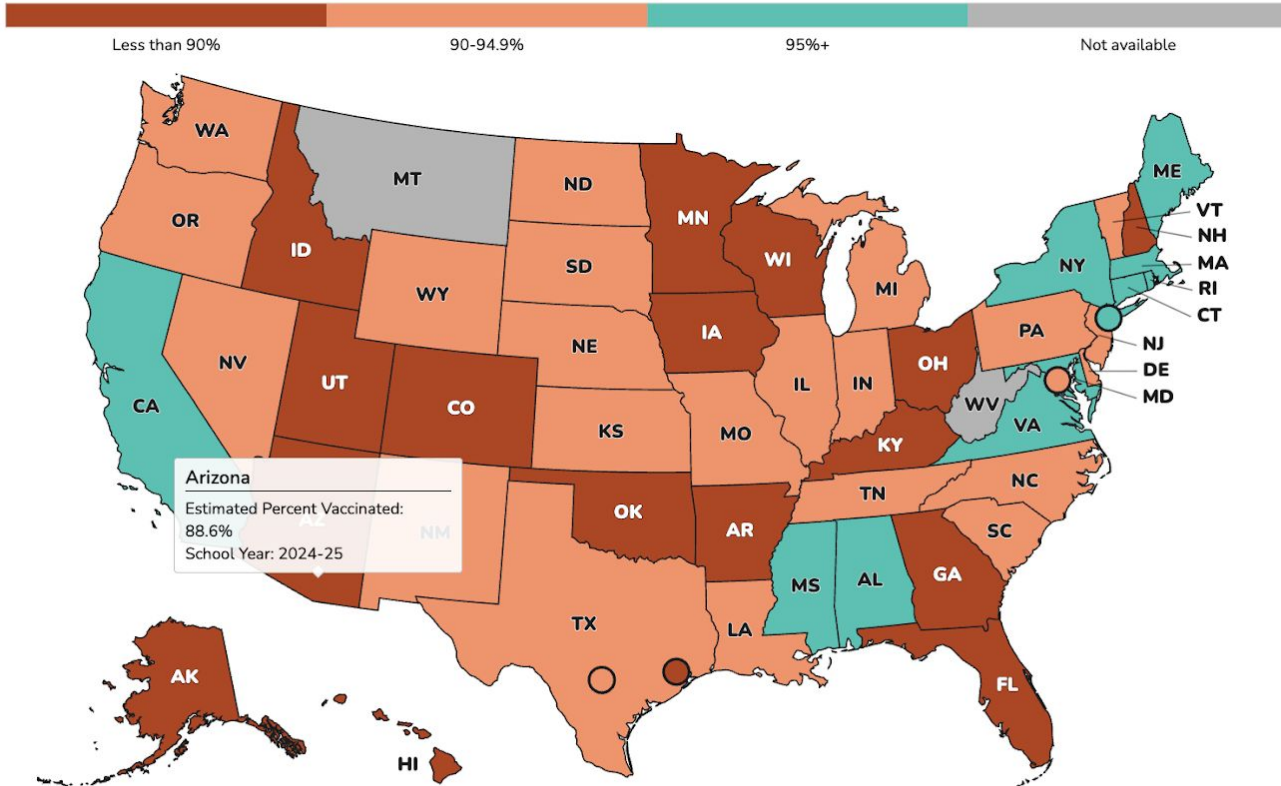 Less than 90%
90-94.9%
95%+
Not available
WA
MT
ND
MN
ME
VT
NH
OR
ID
SD
WI
NY
MA
WY
MI
RI
CT
IA
PA
NE
NJ
NV
UT
CO
IL
IN
OH
DE
MD
CA
WV
VA
KS
MO
KY
Arizona
Estimated Percent Vaccinated:
88.6%
School Year: 2024-25
AZ
NM
OK
TN
NC
AR
SC
MS
AL
GA
TX
LA
AK
FL
HI